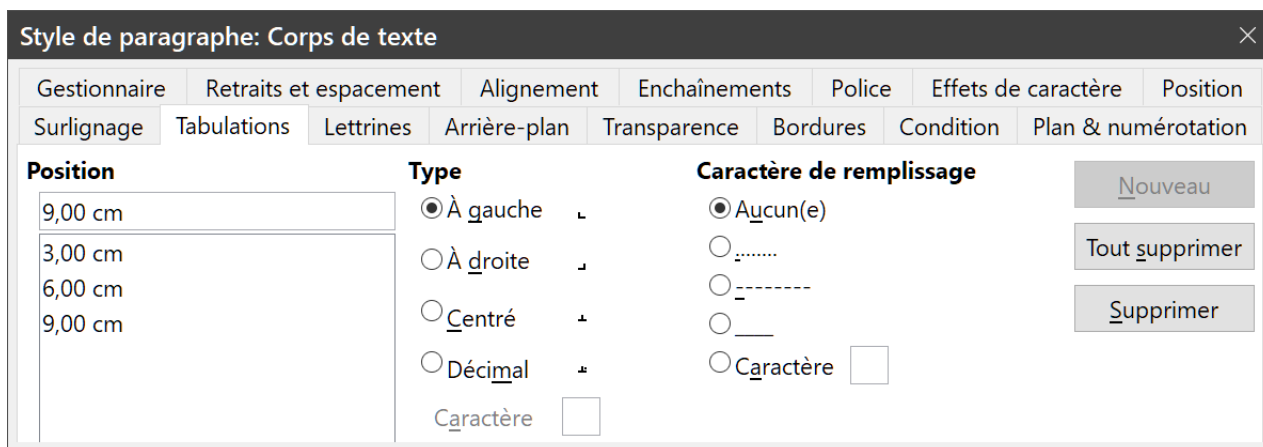 Style de paragraphe: Corps de texte
Gestionnaire Retraits et espacement Alignement Enchaînements Police Effets de caractère Position
Surlignage Tabulations Lettrines Arrière-plan Transparence Bordures Condition Plan & numérotation
Position Type Caractère de remplissage
Nouveau
9,00 cm À gauche Aucun(e)
3,00 cm À droite ........ Tout supprimer
6,00 cm --------
9,00 cm Centré ____ Supprimer
Décimal Caractère
Caractère